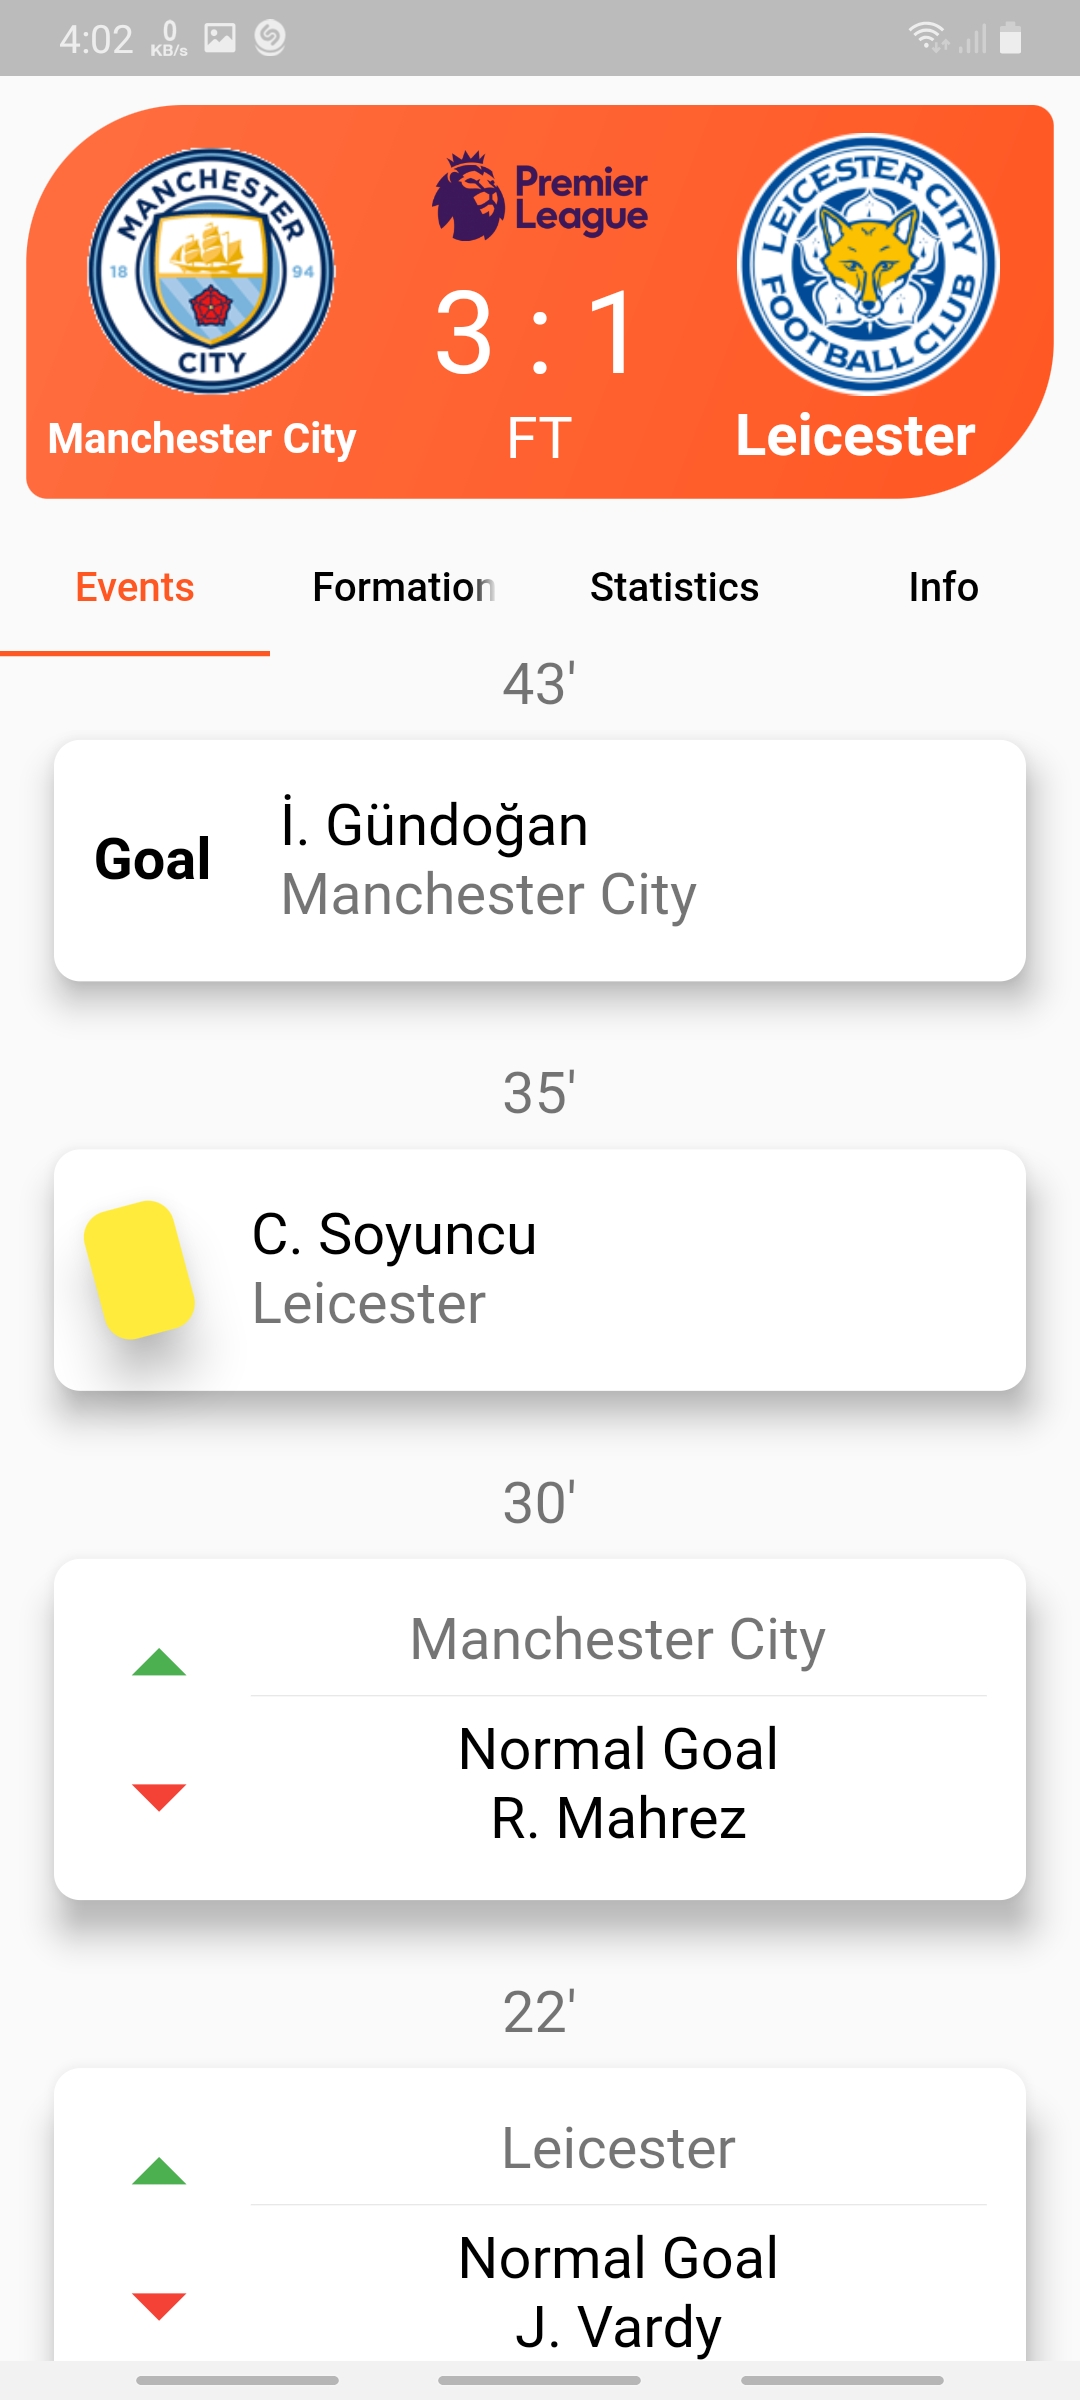 4:02
0
KB/s
MANCHESTER
18 94
CITY
Premier
League
LEICESTER CITY
FOOTBALL CLUB
3 : 1
Manchester City
FT
Leicester
Events
Formation
Statistics
Info
43'
Goal
İ. Gündoğan
Manchester City
35'
C. Soyuncu
Leicester
30'
Manchester City
Normal Goal
R. Mahrez
22'
Leicester
Normal Goal
J. Vardy